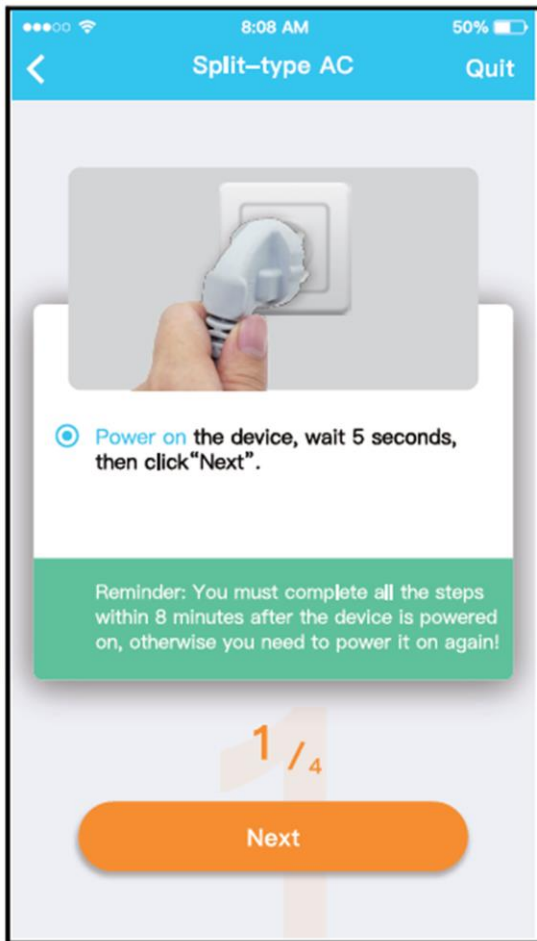 8:08 AM
50%
Split-type AC
Quit
Power on the device, wait 5 seconds,
then click“Next”.
Reminder: You must complete all the steps
within 8 minutes after the device is powered
on, otherwise you need to power it on again!
1 / 4
Next